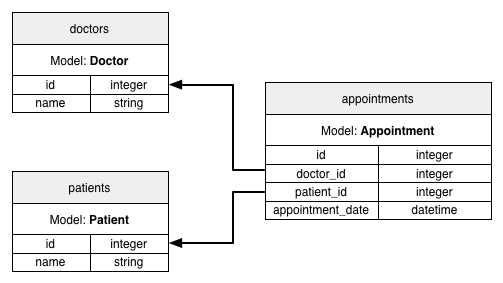 doctors
Model: Doctor
id integer
name string
appointments
Model: Appointment
id integer
doctor_id integer
patient_id integer
appointment_date datetime
patients
Model: Patient
id integer
name string